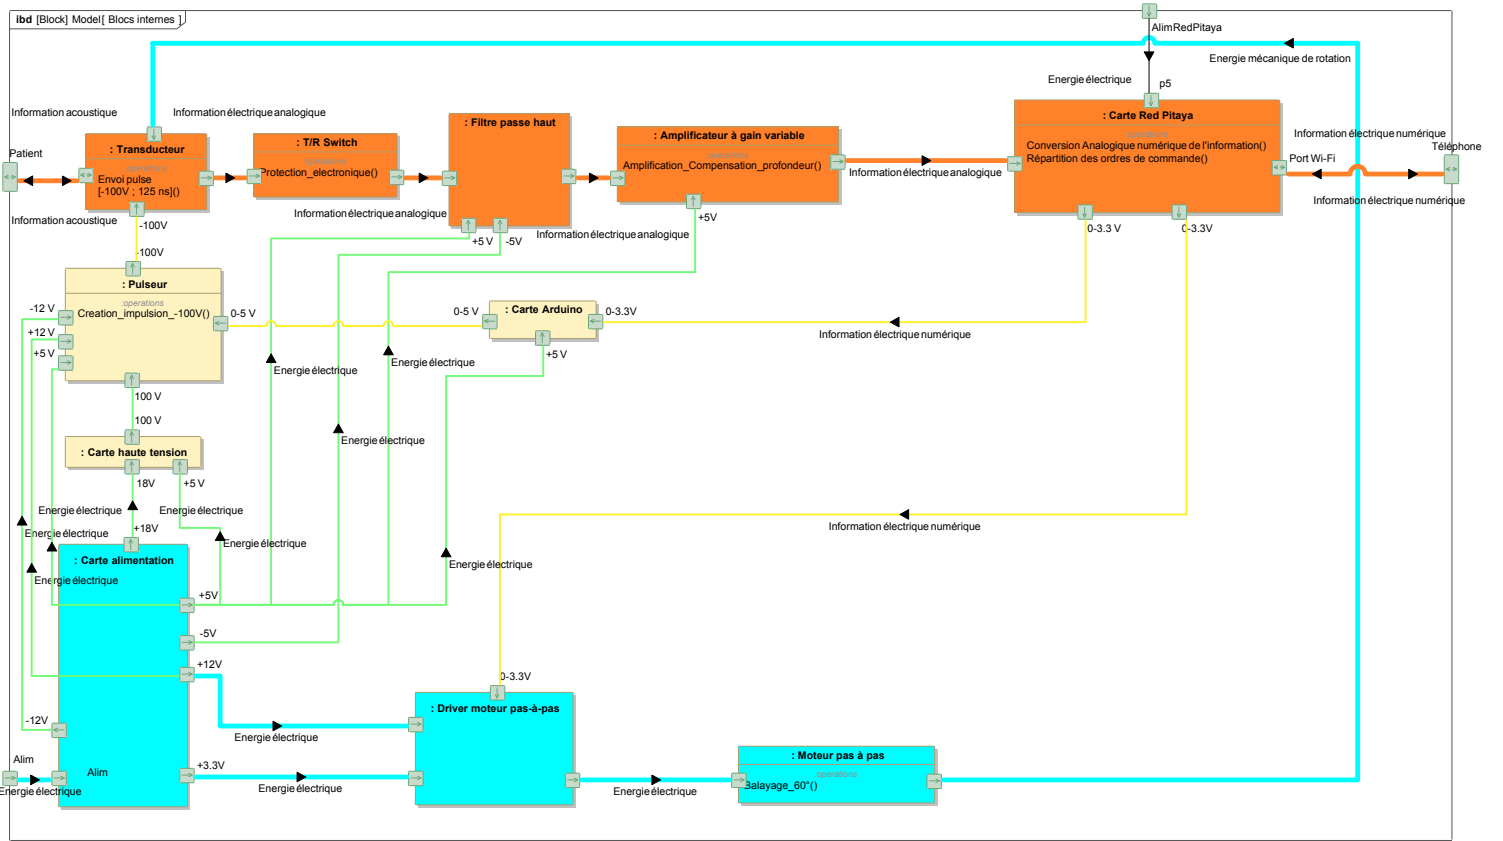 ibd [Block] Model[ Blocs internes ]
AlimRedPitaya
Energie mécanique de rotation
Energie électrique
p5
Information acoustique
Information électrique analogique
: Filtre passe haut
: Carte Red Pitaya
:operations
Conversion Analogique numérique de l'information()
Répartition des ordres de commande()
Information électrique numérique
Téléphone
Port Wi-Fi
Information électrique numérique
Patient
: Transducteur
:operations
Envoi pulse
[-100V ; 125 ns]()
: T/R Switch
:operations
Protection_electronique()
: Amplificateur à gain variable
:operations
Amplification_Compensation_profondeur()
Information électrique analogique
Information acoustique
-100V
Information électrique analogique
+5 V
-5V
Information électrique analogique
+5V
0-3.3 V
0-3.3V
-100V
: Pulseur
:operations
Creation_impulsion_-100V()
-12 V
+12 V
+5 V
0-5 V
0-5 V
: Carte Arduino
0-3.3V
+5 V
Information électrique numérique
Energie électrique
Energie électrique
100 V
100 V
Energie électrique
: Carte haute tension
18V
+5 V
Energie électrique
Energie électrique
+18V
Energie électrique
Energie électrique
Information électrique numérique
: Carte alimentation
Energie électrique
Energie électrique
+5V
-5V
+12V
-12V
Energie électrique
0-3.3V
: Driver moteur pas-à-pas
Alim
Alim
+3.3V
Energie électrique
Energie électrique
Energie électrique
: Moteur pas à pas
:operations
Balayage_60°()